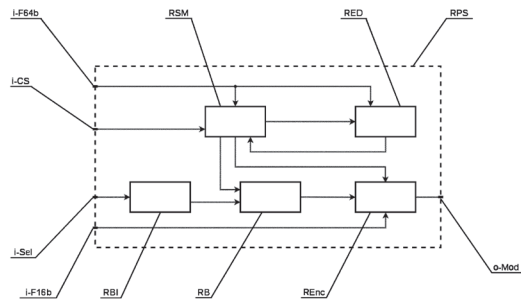 i-F64b
RSM
RED
RPS
i-CS
i-Sel
i-F16b
RBI
RB
REnc
o-Mod